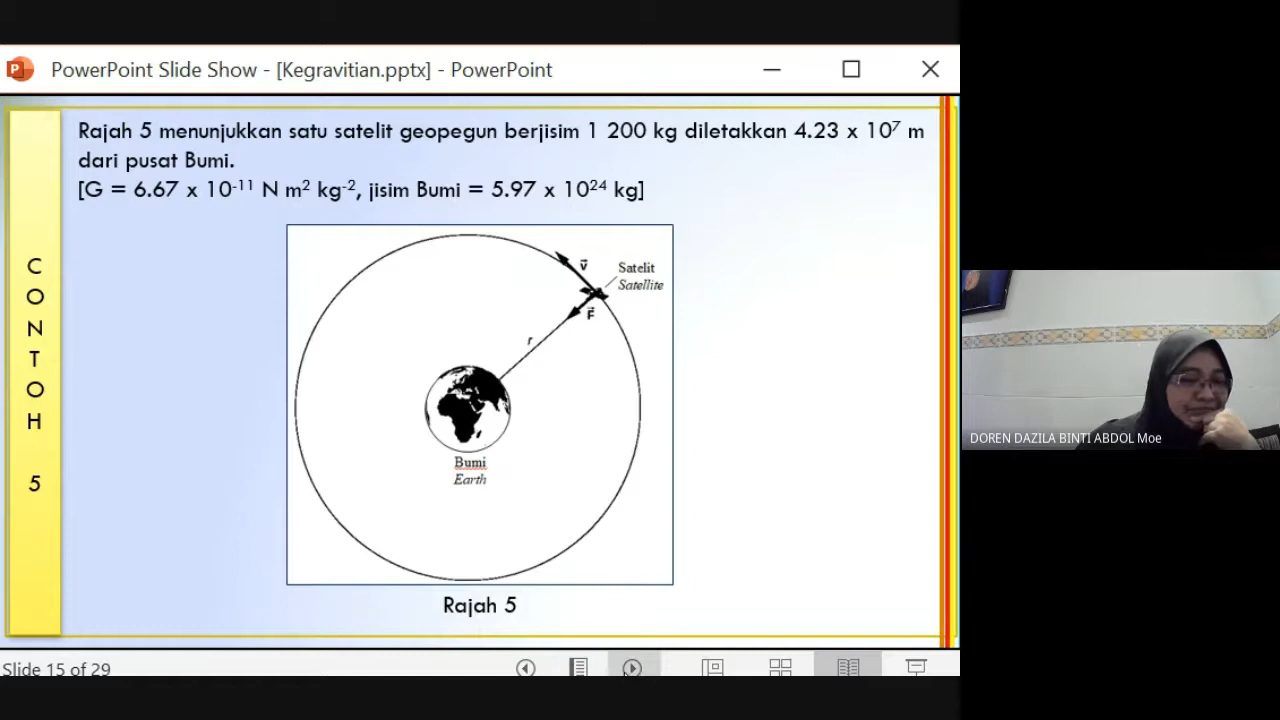 PowerPoint Slide Show - [Kegravitian.pptx] - PowerPoint
Rajah 5 menunjukkan satu satelit geopegun berjisim 1 200 kg diletakkan 4.23 x 10⁷ m
dari pusat Bumi.
[G = 6.67 x 10⁻¹¹ N m² kg⁻², jisim Bumi = 5.97 x 10²⁴ kg]
CONTOH 5
v⃗
Satelit
Satellite
F⃗
r
Bumi
Earth
Rajah 5
DOREN DAZILA BINTI ABDOL Moe
Slide 15 of 29